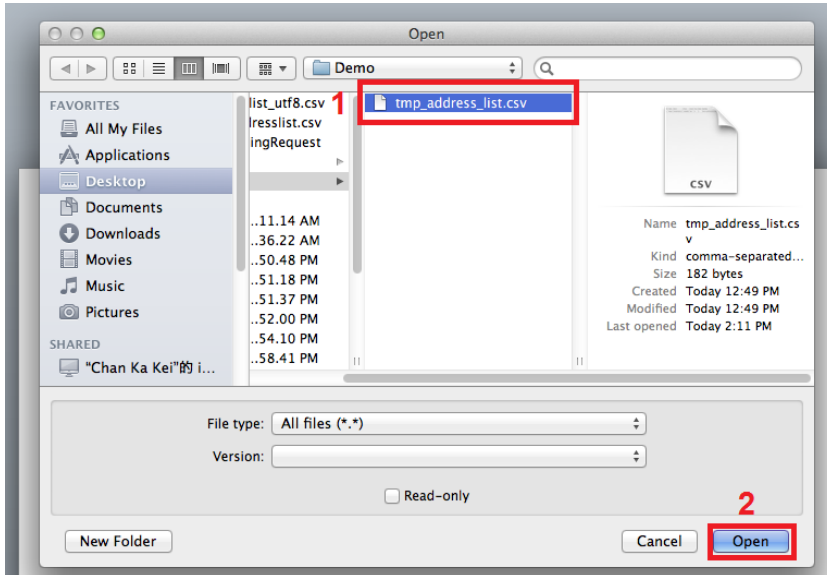 Open
Demo
FAVORITES
All My Files
Applications
Desktop
Documents
Downloads
Movies
Music
Pictures
SHARED
“Chan Ka Kei”的 i...
list_utf8.csv
lresslist.csv
ingRequest
..11.14 AM
..36.22 AM
..50.48 PM
..51.18 PM
..51.37 PM
..52.00 PM
..54.10 PM
..58.41 PM
1
tmp_address_list.csv
CSV
Name tmp_address_list.cs
v
Kind comma-separated...
Size 182 bytes
Created Today 12:49 PM
Modified Today 12:49 PM
Last opened Today 2:11 PM
File type: All files (*.*)
Version:
Read-only
2
New Folder
Cancel
Open